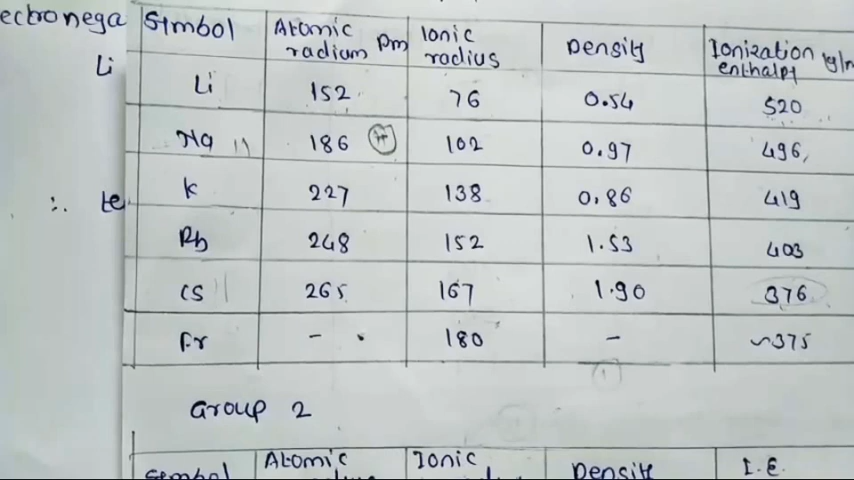 ectronega
Li
∴ te
Symbol Atomic radium pm Ionic radius Density Ionization enthalpy
Li 152 76 0.54 520
Na 186 102 0.97 496
K 227 138 0.86 419
Rb 248 152 1.53 403
Cs 265 167 1.90 376
Fr - 180 - ~375
Group 2
Symbol Atomic Ionic Density I.E.